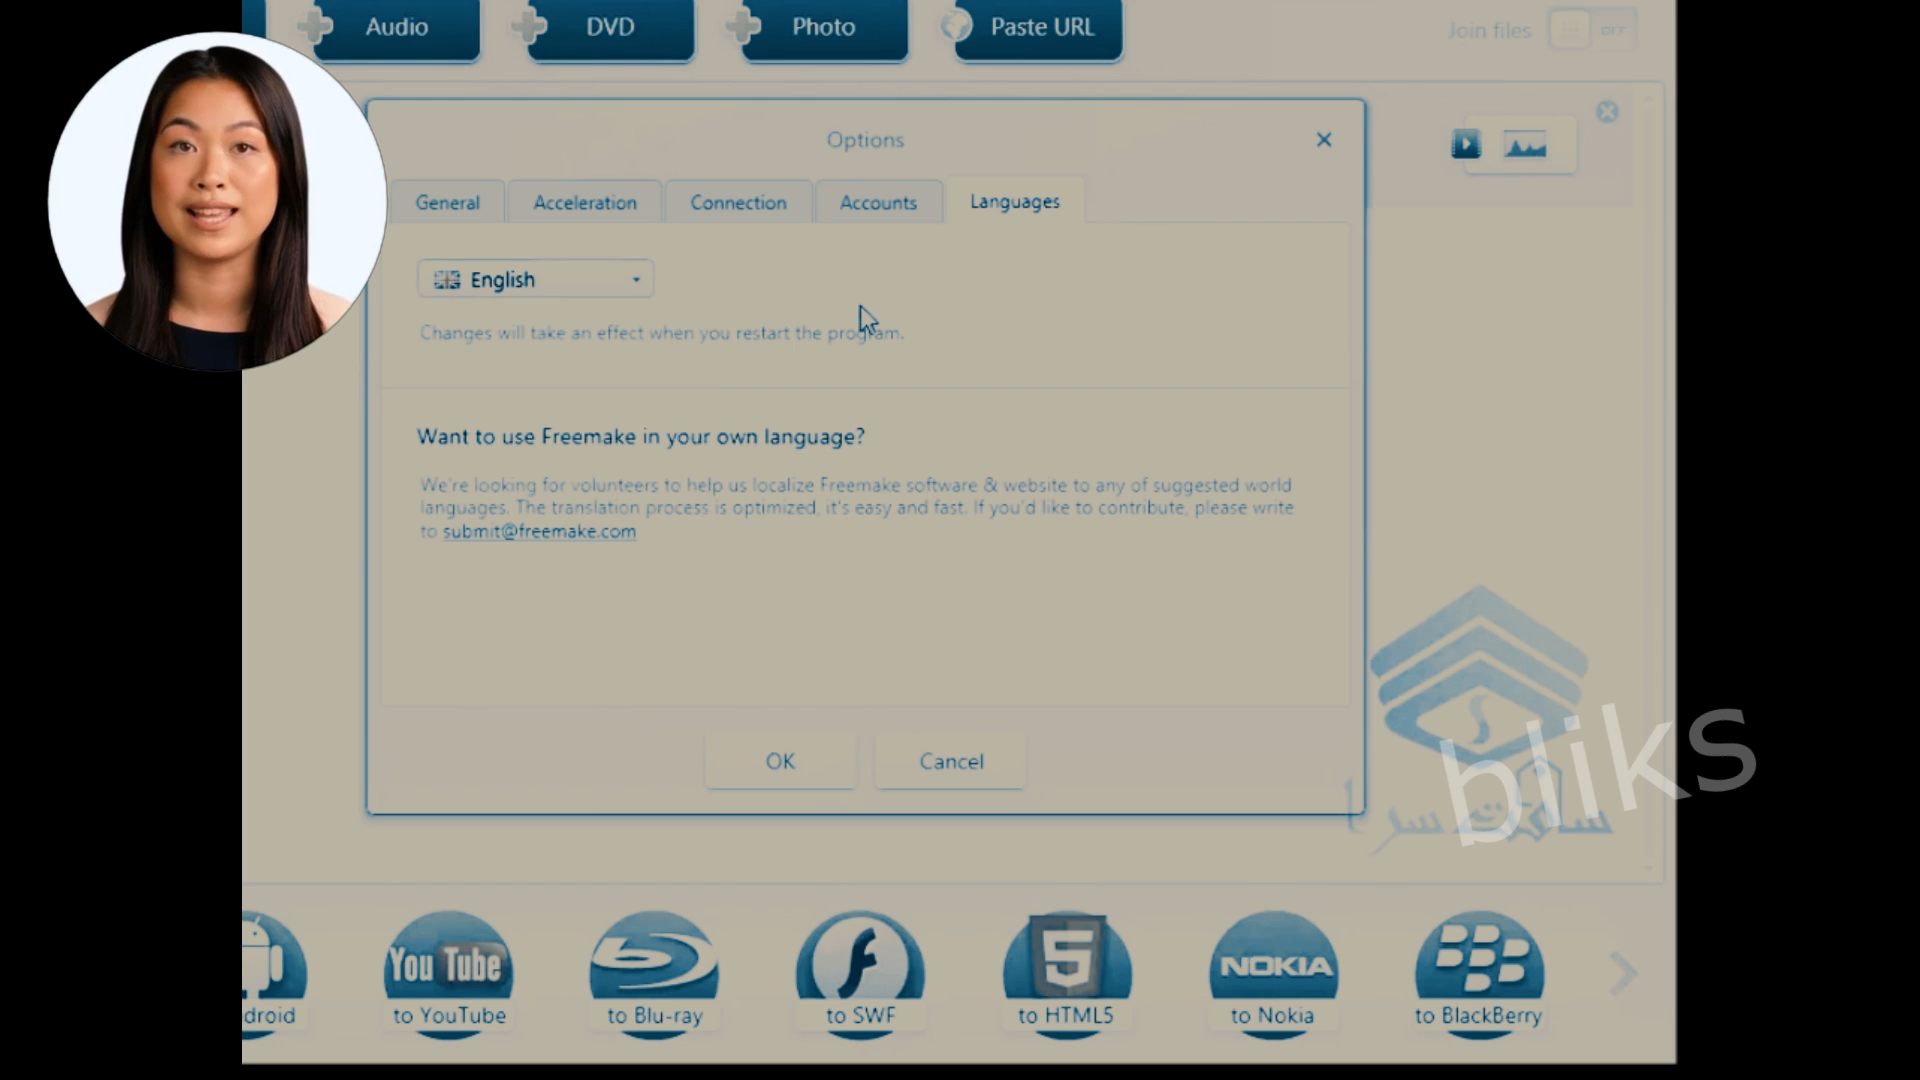 Audio
DVD
Photo
Paste URL
Join files
OFF
Options
General
Acceleration
Connection
Accounts
Languages
English
Changes will take an effect when you restart the program.
Want to use Freemake in your own language?
We're looking for volunteers to help us localize Freemake software & website to any of suggested world
languages. The translation process is optimized, it's easy and fast. If you'd like to contribute, please write
to submit@freemake.com
OK
Cancel
bliks
You Tube
5
NOKIA
droid
to YouTube
to Blu-ray
to SWF
to HTML5
to Nokia
to BlackBerry